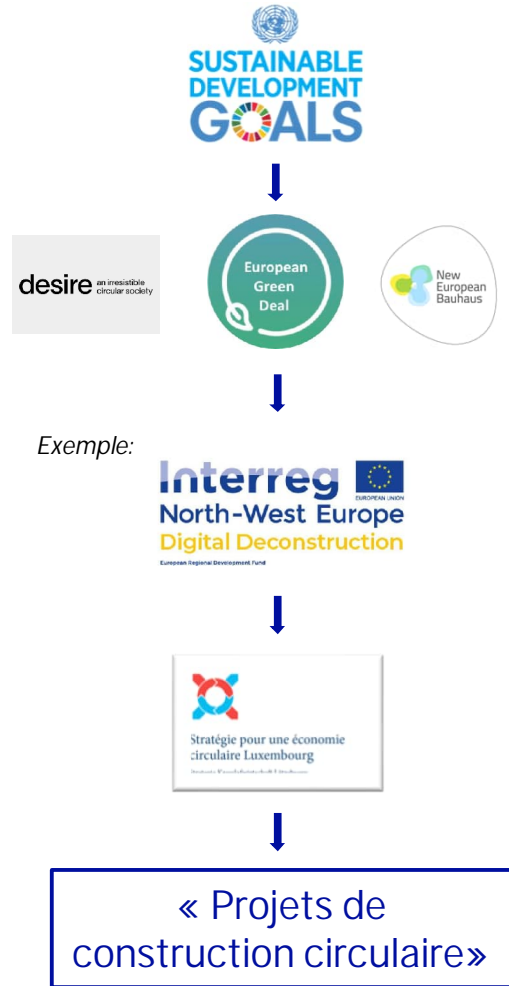 SUSTAINABLE
DEVELOPMENT
GOALS
desire an irresistible
circular society
European
Green
Deal
New
European
Bauhaus
Exemple:
Interreg
EUROPEAN UNION
North-West Europe
Digital Deconstruction
European Regional Development Fund
Stratégie pour une économie
circulaire Luxembourg
« Projets de
construction circulaire»